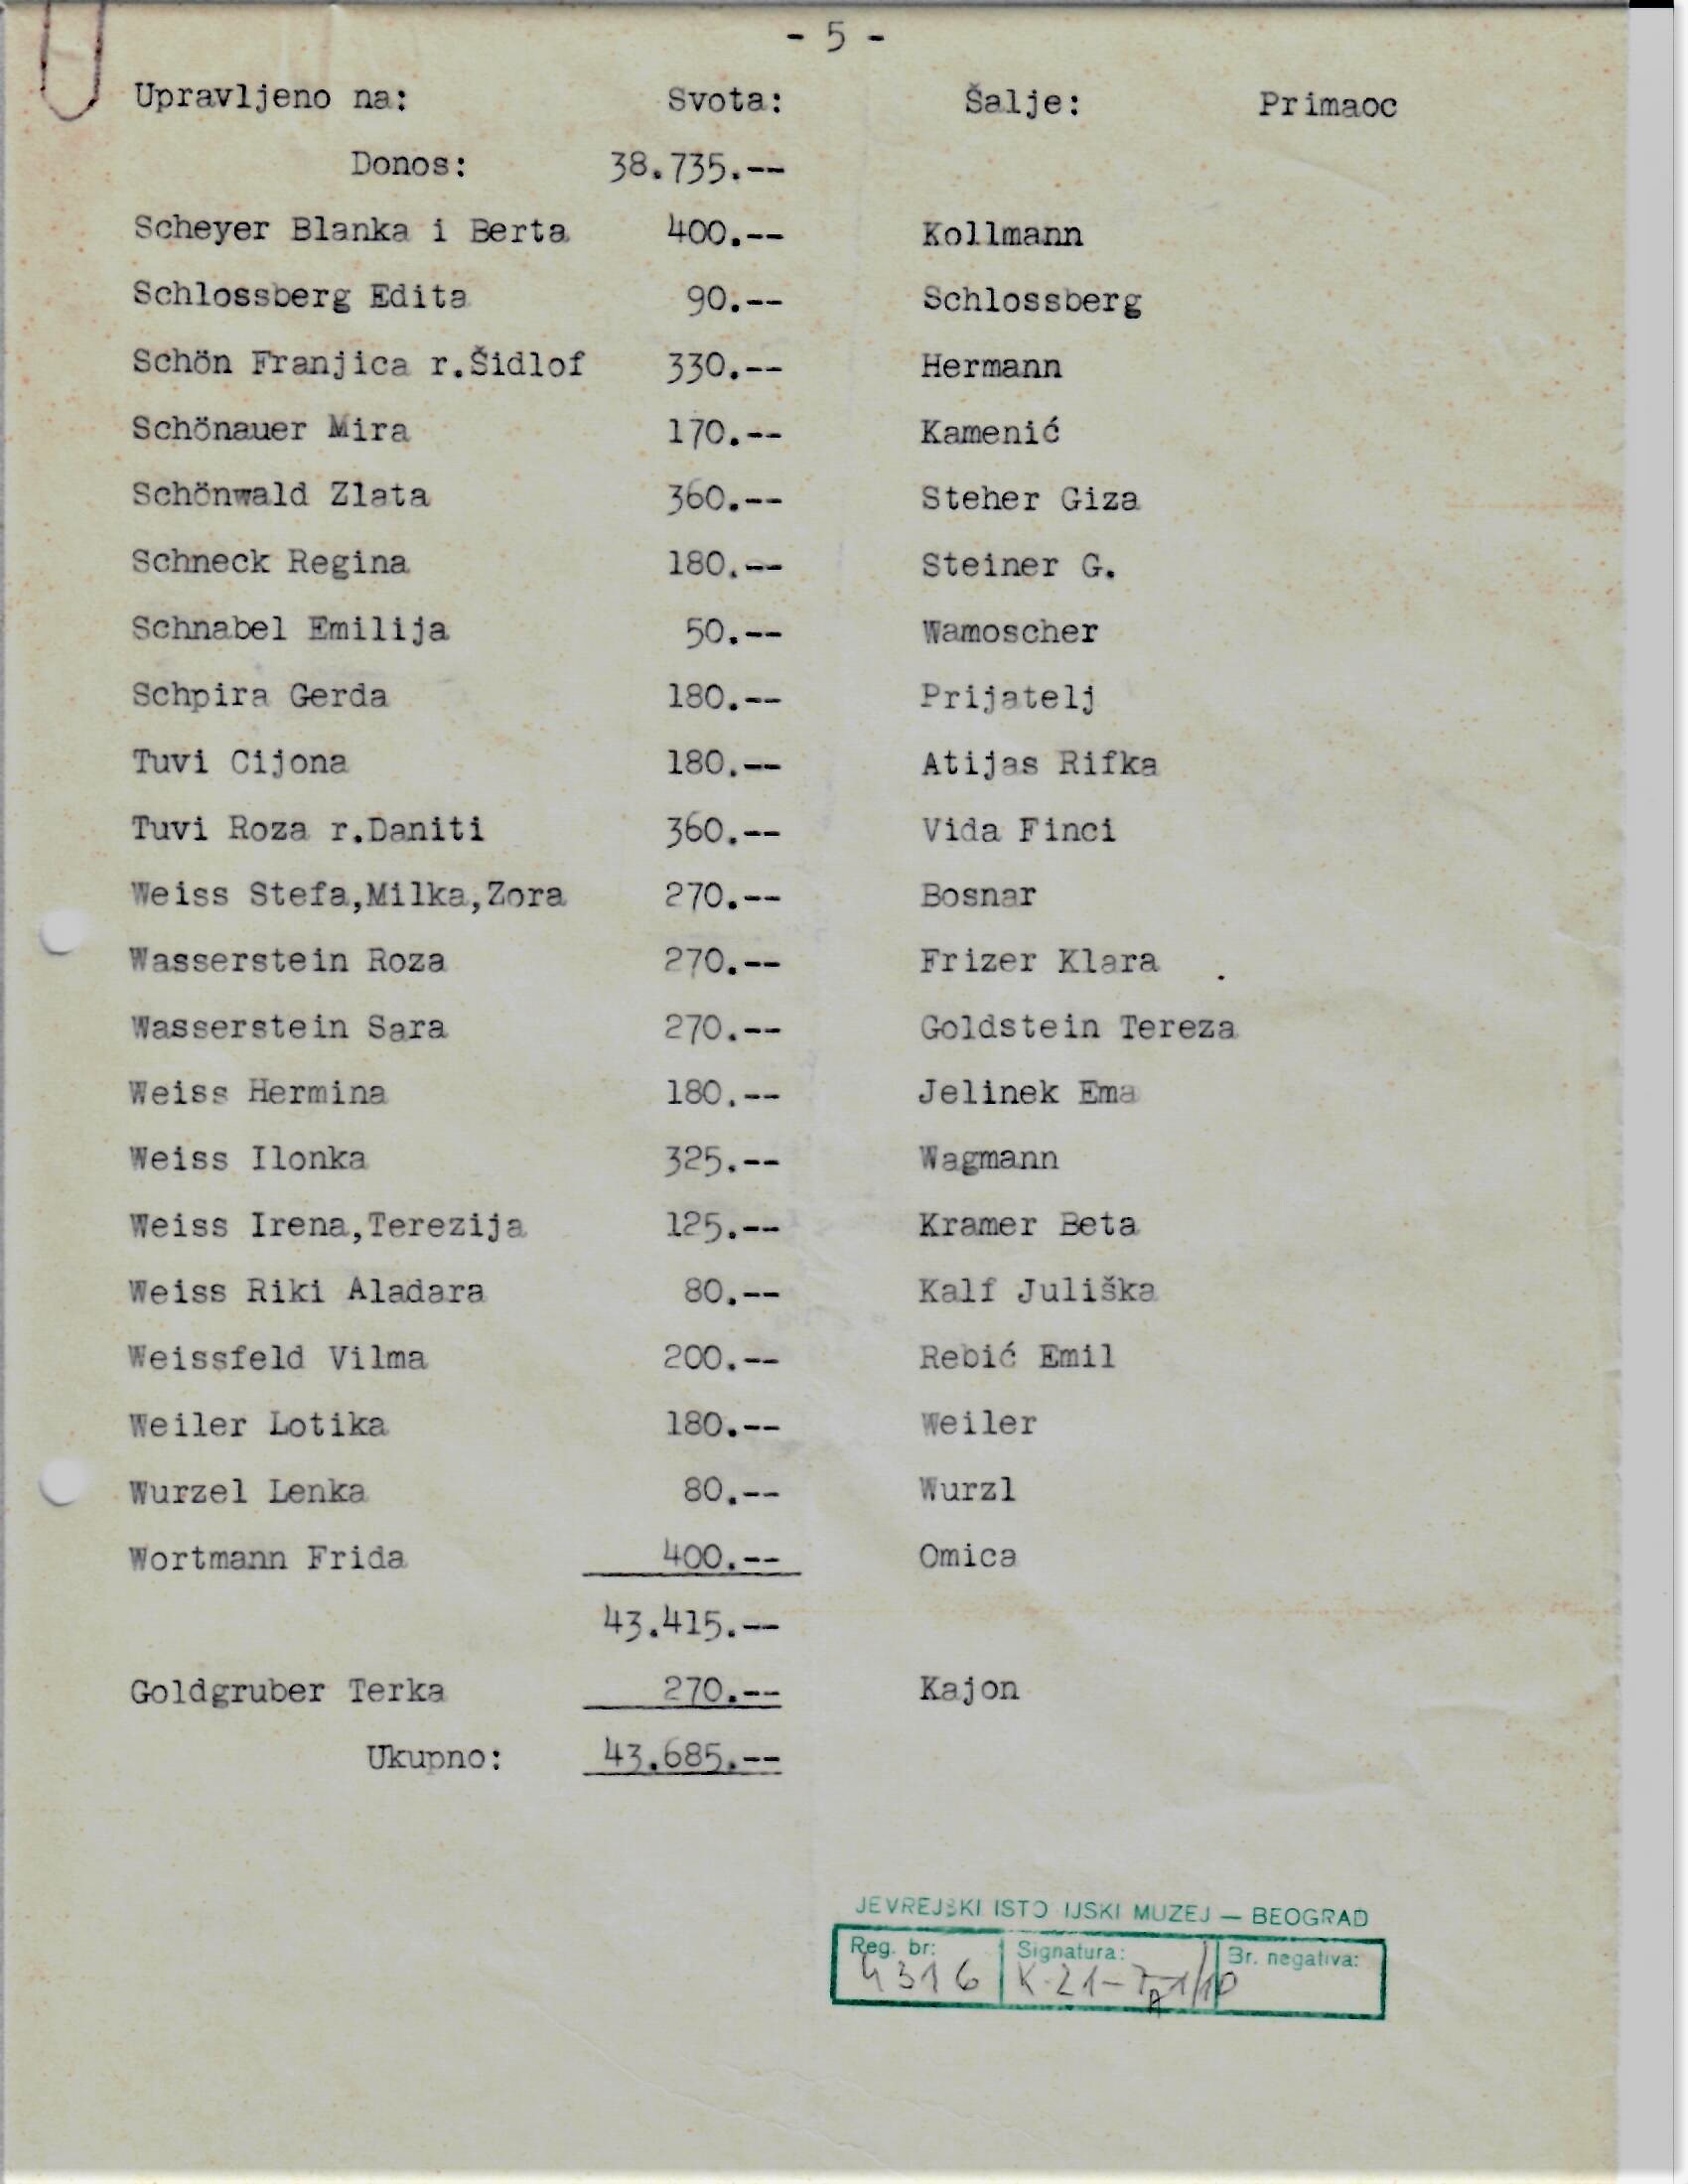 - 5 -
Upravljeno na: Svota: Šalje: Primaoc
Donos: 38.735.--
Scheyer Blanka i Berta 400.-- Kollmann
Schlossberg Edita 90.-- Schlossberg
Schön Franjica r.Šidlof 330.-- Hermann
Schönauer Mira 170.-- Kamenić
Schönwald Zlata 360.-- Steher Giza
Schneck Regina 180.-- Steiner G.
Schnabel Emilija 50.-- Wamoscher
Schpira Gerda 180.-- Prijatelj
Tuvi Cijona 180.-- Atijas Rifka
Tuvi Roza r.Daniti 360.-- Vida Finci
Weiss Stefa,Milka,Zora 270.-- Bosnar
Wasserstein Roza 270.-- Frizer Klara
Wasserstein Sara 270.-- Goldstein Tereza
Weiss Hermina 180.-- Jelinek Ema
Weiss Ilonka 325.-- Wagmann
Weiss Irena,Terezija 125.-- Kramer Beta
Weiss Riki Aladara 80.-- Kalf Juliška
Weissfeld Vilma 200.-- Rebić Emil
Weiler Lotika 180.-- Weiler
Wurzel Lenka 80.-- Wurzl
Wortmann Frida 400.-- Omica
43.415.--
Goldgruber Terka 270.-- Kajon
Ukupno: 43.685.--
JEVREJSKI ISTO IJSKI MUZEJ — BEOGRAD
Reg. br: Signatura: Br. negativa:
4316